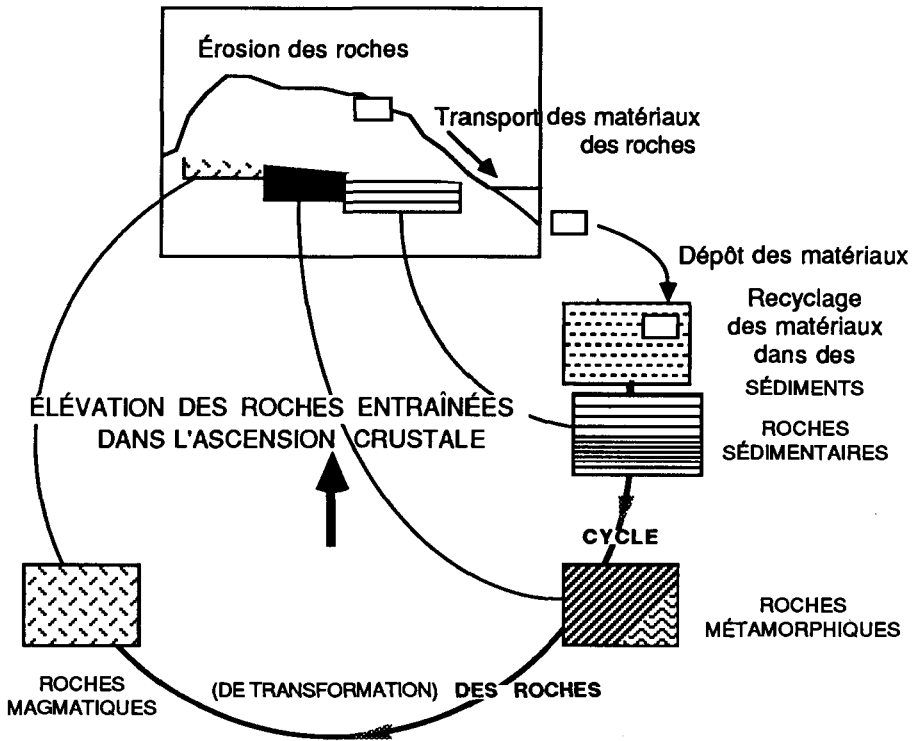 Érosion des roches
Transport des matériaux
des roches
Dépôt des matériaux
Recyclage
des matériaux
dans des
SÉDIMENTS
ROCHES
SÉDIMENTAIRES
ÉLÉVATION DES ROCHES ENTRAÎNÉES
DANS L'ASCENSION CRUSTALE
CYCLE
ROCHES
MÉTAMORPHIQUES
(DE TRANSFORMATION) DES ROCHES
ROCHES
MAGMATIQUES